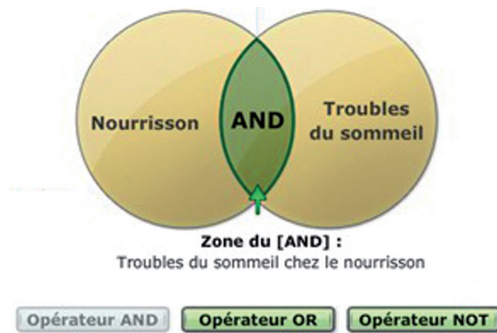 Nourrisson
AND
Troubles
du sommeil
Zone du [AND] :
Troubles du sommeil chez le nourrisson
Opérateur AND
Opérateur OR
Opérateur NOT